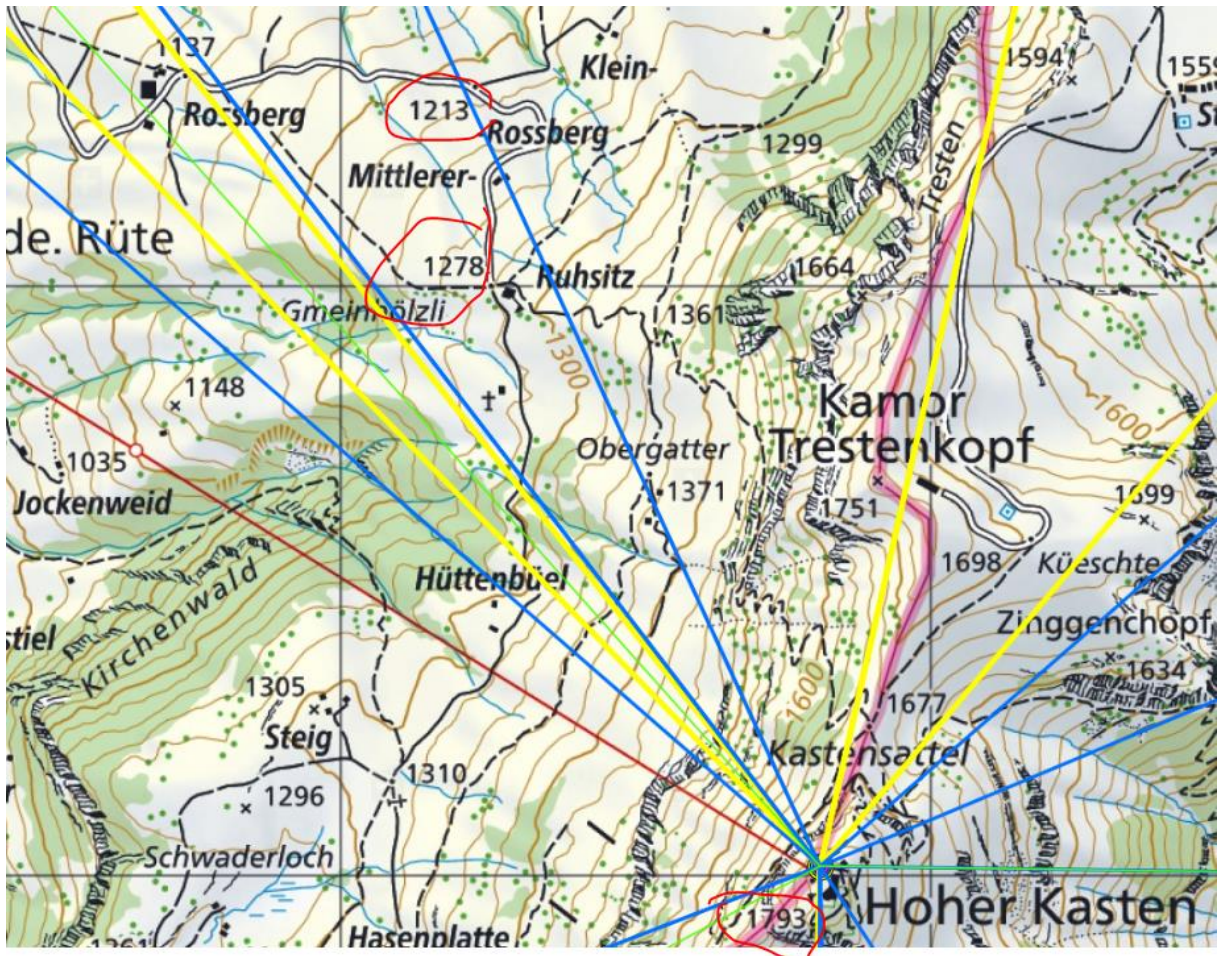 1137
Rossberg
1213
Klein-
Rossberg
Mittlerer-
1594
1299
Tresten
de. Rüte
1278
Ruhsitz
Gmeinhölzli
1664
1361
1300
1148
1035
Jockenweid
Kamor
Trestenkopf
1600
Obergatter
1371
1751
1699
1698
Küeschte
Hüttenbüel
Zinggenchopf
Kirchenwald
stiel
1634
1305
Steig
1600
1677
Kastensattel
1310
1296
Schwaderloch
Hasenplatte
1793
Hoher Kasten